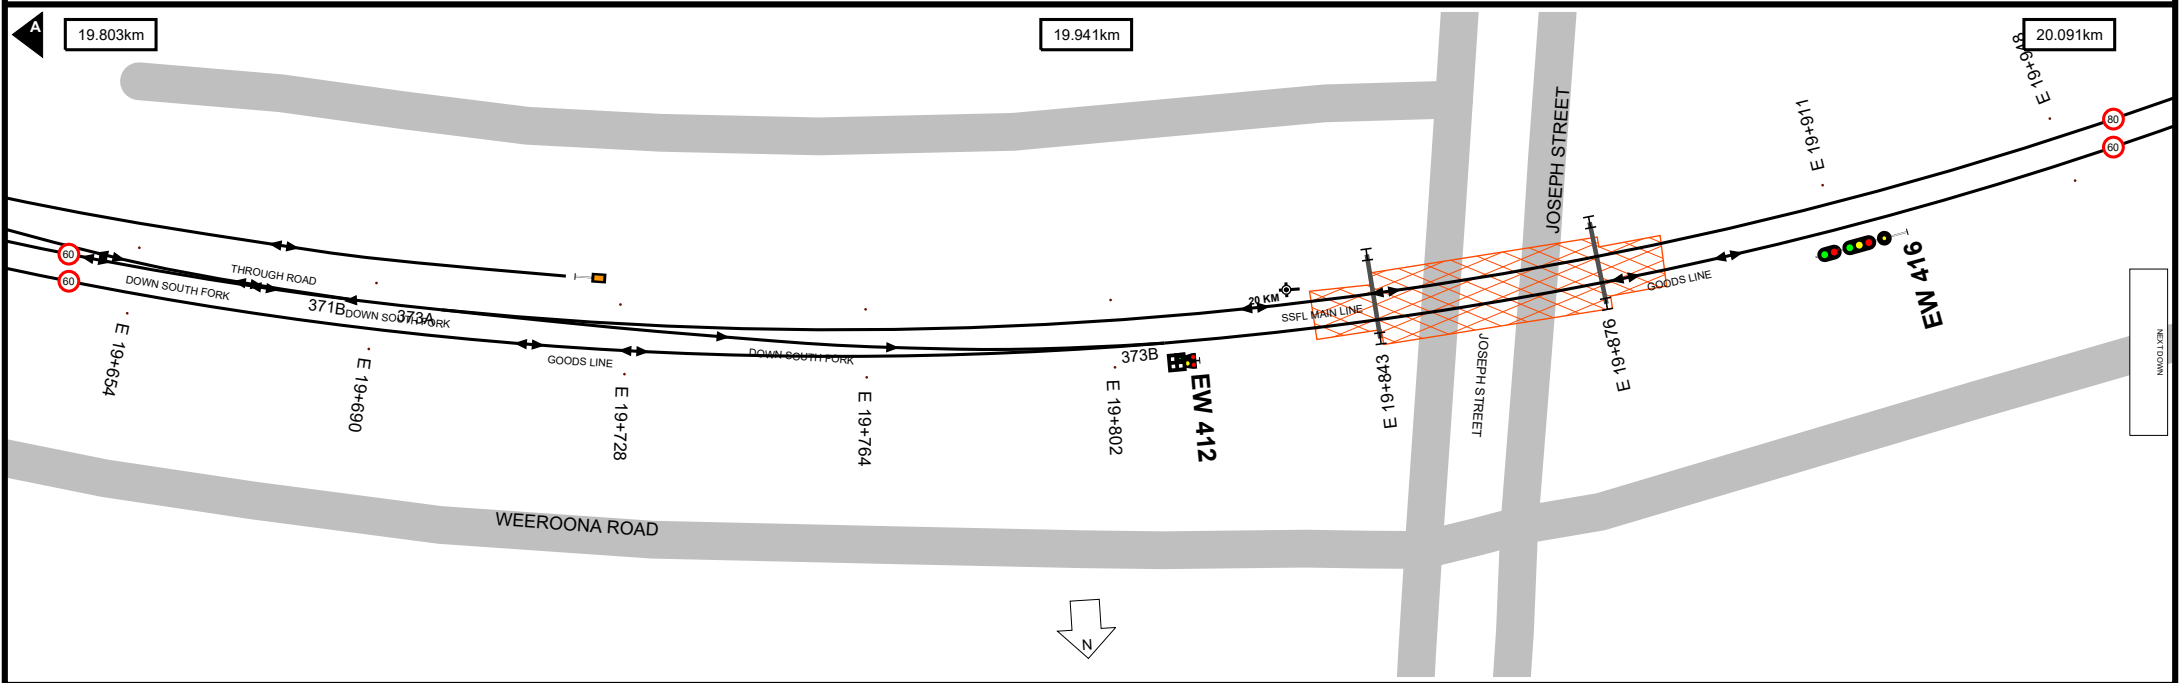 A
19.803km
19.941km
20.091km
E 19+948
E 19+911
80
60
JOSEPH STREET
EW 416
GOODS LINE
60
60
THROUGH ROAD
DOWN SOUTH FORK
371B
DOWN SOUTH FORK
373A
20 KM
SSFL MAIN LINE
DOWN SOUTH FORK
GOODS LINE
373B
EW 412
E 19+654
E 19+690
E 19+728
E 19+764
E 19+802
E 19+843
E 19+876
JOSEPH STREET
NEXT DOWN
WEEROONA ROAD
N